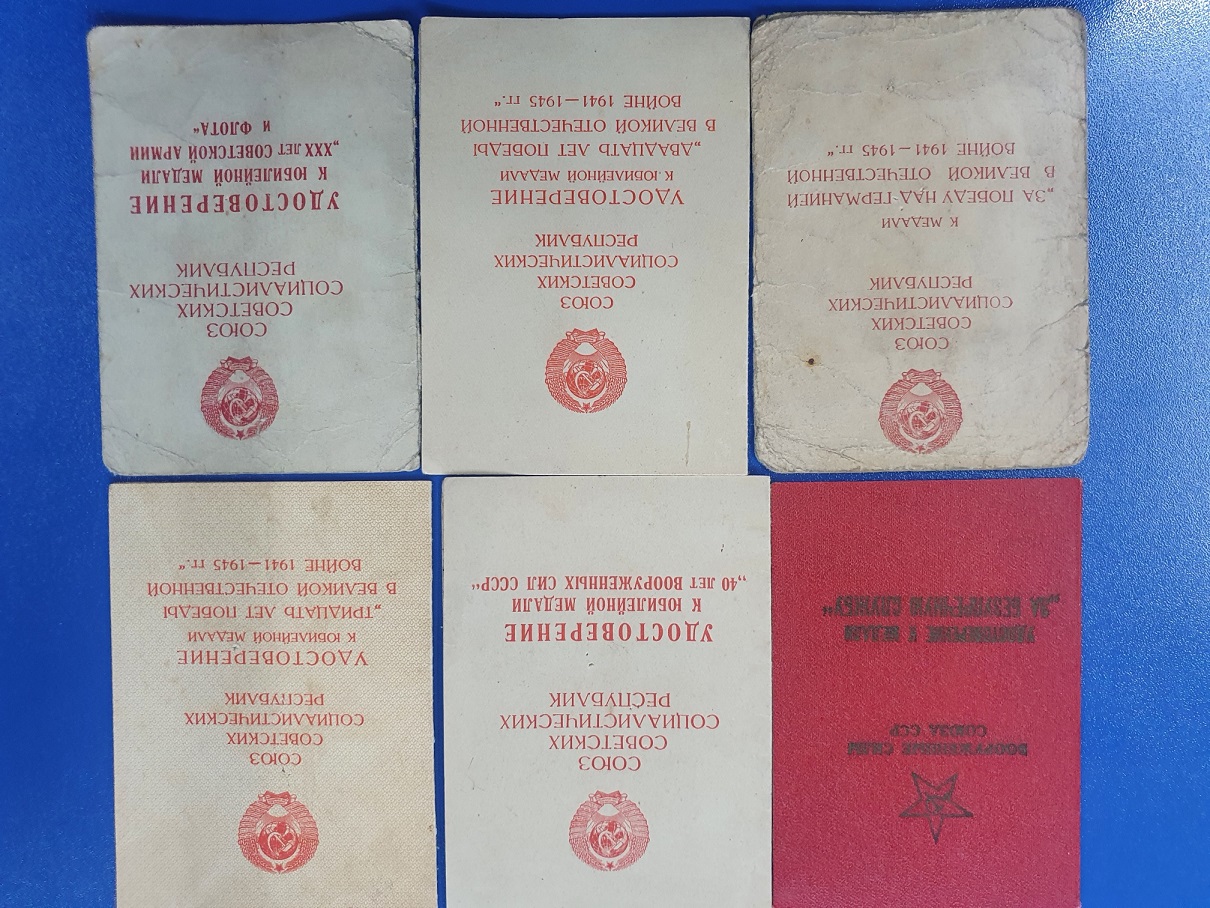 ВООРУЖЕННЫЕ СИЛЫ
СОЮЗА ССР
УДОСТОВЕРЕНИЕ К МЕДАЛИ
„ЗА БЕЗУПРЕЧНУЮ СЛУЖБУ“
СОЮЗ
СОВЕТСКИХ
СОЦИАЛИСТИЧЕСКИХ
РЕСПУБЛИК
УДОСТОВЕРЕНИЕ
К ЮБИЛЕЙНОЙ МЕДАЛИ
„40 ЛЕТ ВООРУЖЕННЫХ СИЛ СССР“
СОЮЗ
СОВЕТСКИХ
СОЦИАЛИСТИЧЕСКИХ
РЕСПУБЛИК
УДОСТОВЕРЕНИЕ
К ЮБИЛЕЙНОЙ МЕДАЛИ
„ТРИДЦАТЬ ЛЕТ ПОБЕДЫ
В ВЕЛИКОЙ ОТЕЧЕСТВЕННОЙ
ВОЙНЕ 1941—1945 гг.“
СОЮЗ
СОВЕТСКИХ
СОЦИАЛИСТИЧЕСКИХ
РЕСПУБЛИК
К МЕДАЛИ
„ЗА ПОБЕДУ НАД ГЕРМАНИЕЙ
В ВЕЛИКОЙ ОТЕЧЕСТВЕННОЙ
ВОЙНЕ 1941—1945 гг.“
СОЮЗ
СОВЕТСКИХ
СОЦИАЛИСТИЧЕСКИХ
РЕСПУБЛИК
УДОСТОВЕРЕНИЕ
К ЮБИЛЕЙНОЙ МЕДАЛИ
„ДВАДЦАТЬ ЛЕТ ПОБЕДЫ
В ВЕЛИКОЙ ОТЕЧЕСТВЕННОЙ
ВОЙНЕ 1941—1945 гг.“
СОЮЗ
СОВЕТСКИХ
СОЦИАЛИСТИЧЕСКИХ
РЕСПУБЛИК
УДОСТОВЕРЕНИЕ
К ЮБИЛЕЙНОЙ МЕДАЛИ
„XXX ЛЕТ СОВЕТСКОЙ АРМИИ
И ФЛОТА“